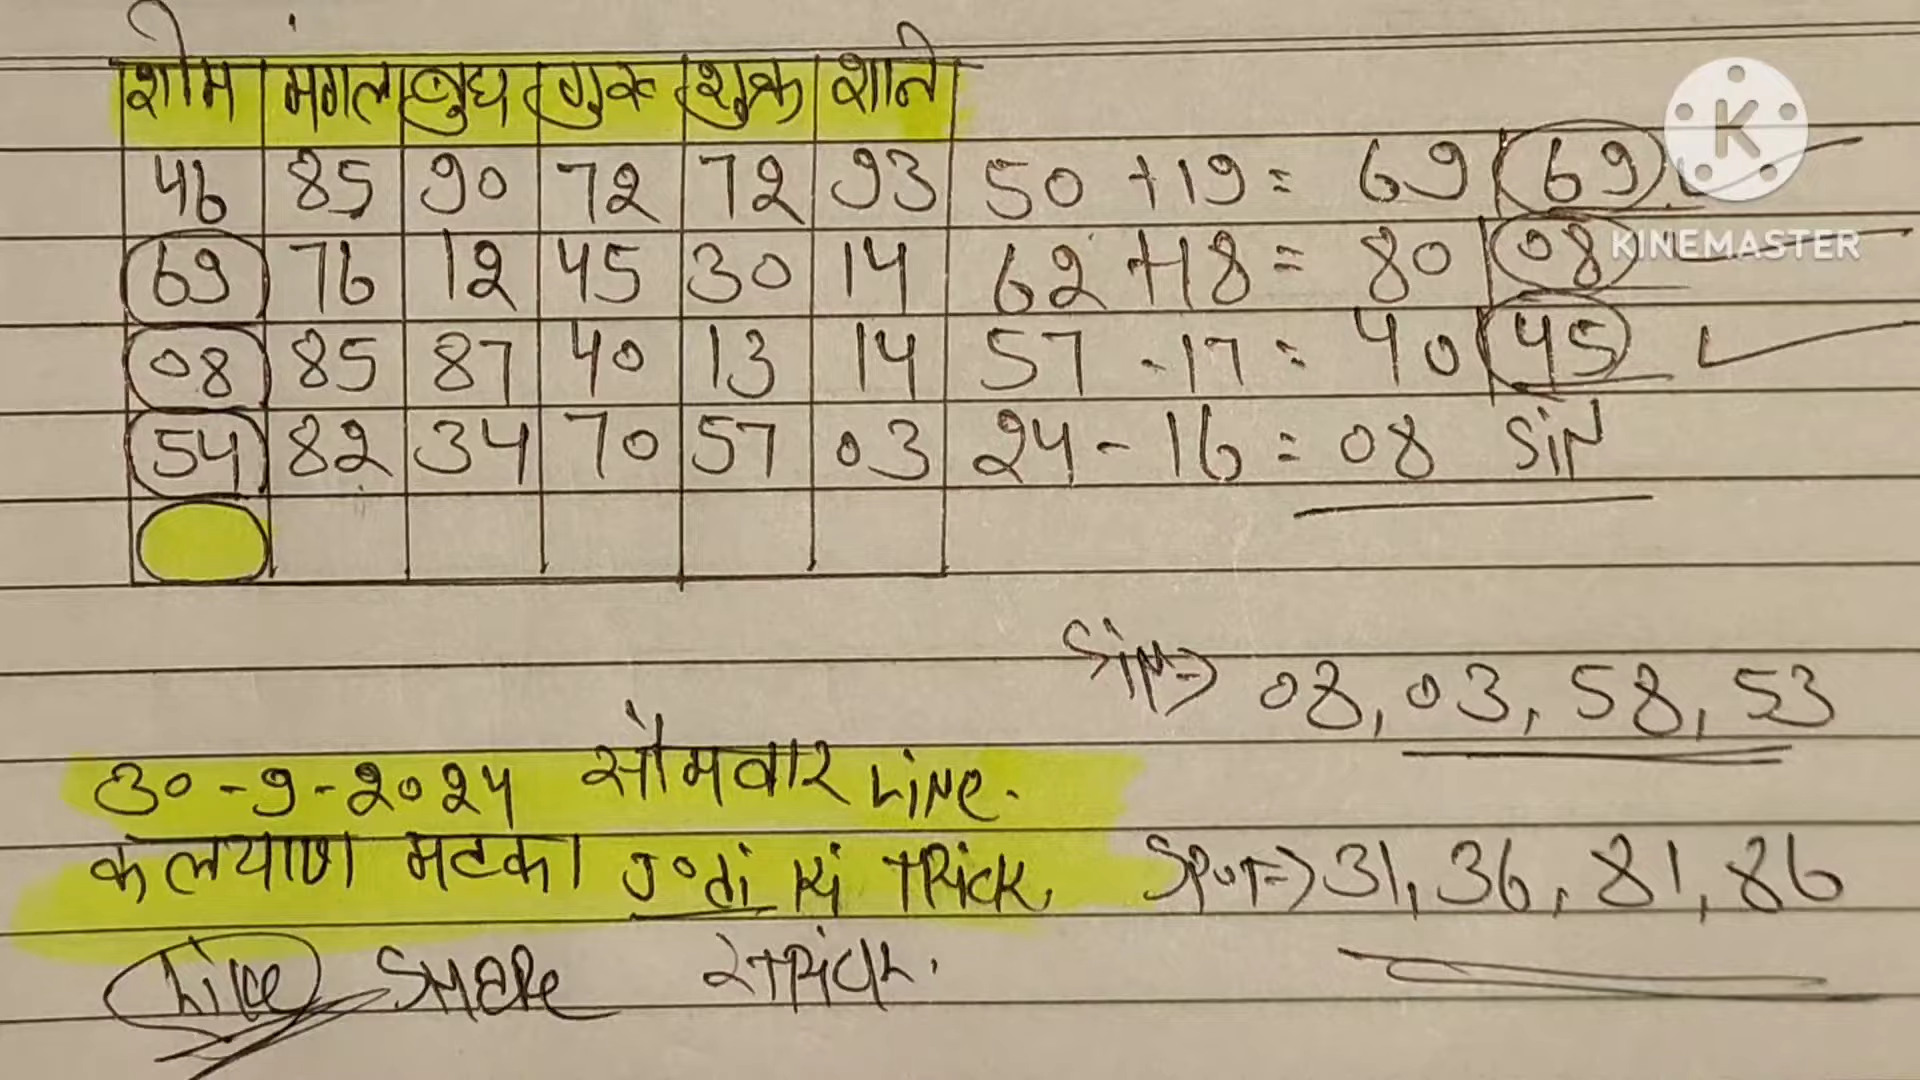 शोम मंगल बुध गुरू शुक्र शानि
46 85 90 72 72 93 50 +19 = 69 69
69 76 12 45 30 14 62 +18 = 80 08
08 85 87 40 13 14 57 -17 = 40 45
54 82 34 70 57 03 24 - 16 = 08 SiN
K
KINEMASTER
SiN⇒ 08, 03, 58, 53
30-9-2024 सोमवार LiNe.
कलयाण मटका Jodi Ki TRick. SPOT⇒ 31, 36, 81, 86
Like SHARe 2 TRick.